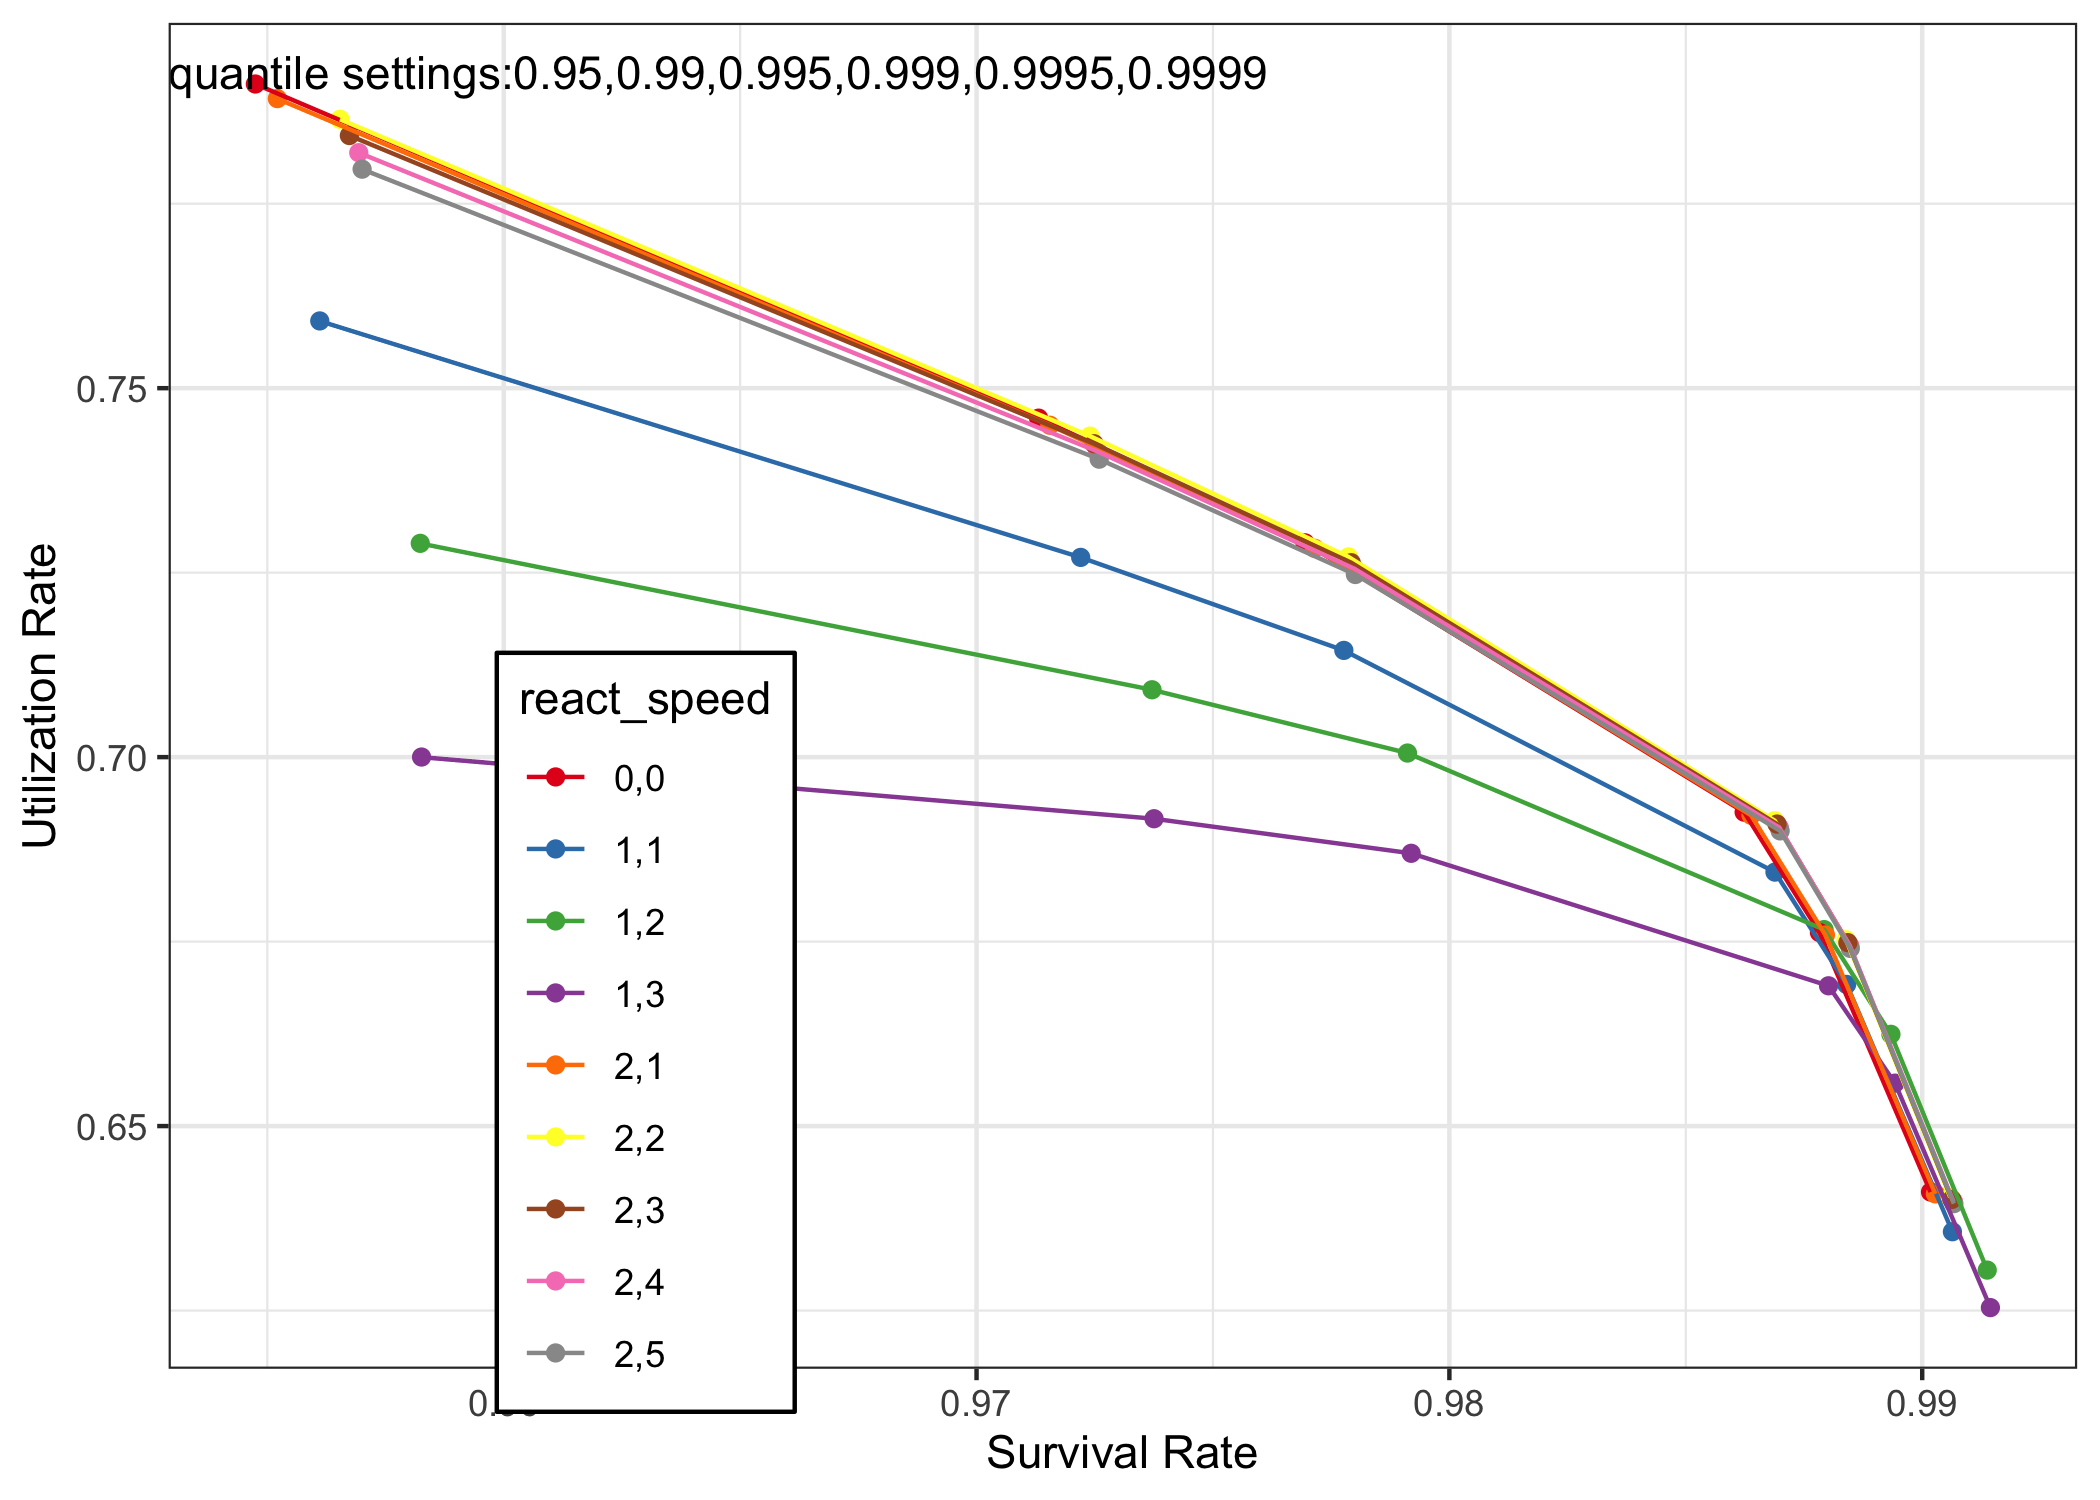 quantile settings:0.95,0.99,0.995,0.999,0.9995,0.9999
0.75
0.70
0.65
Utilization Rate
react_speed
0,0
1,1
1,2
1,3
2,1
2,2
2,3
2,4
2,5
0.97 0.98 0.99
Survival Rate